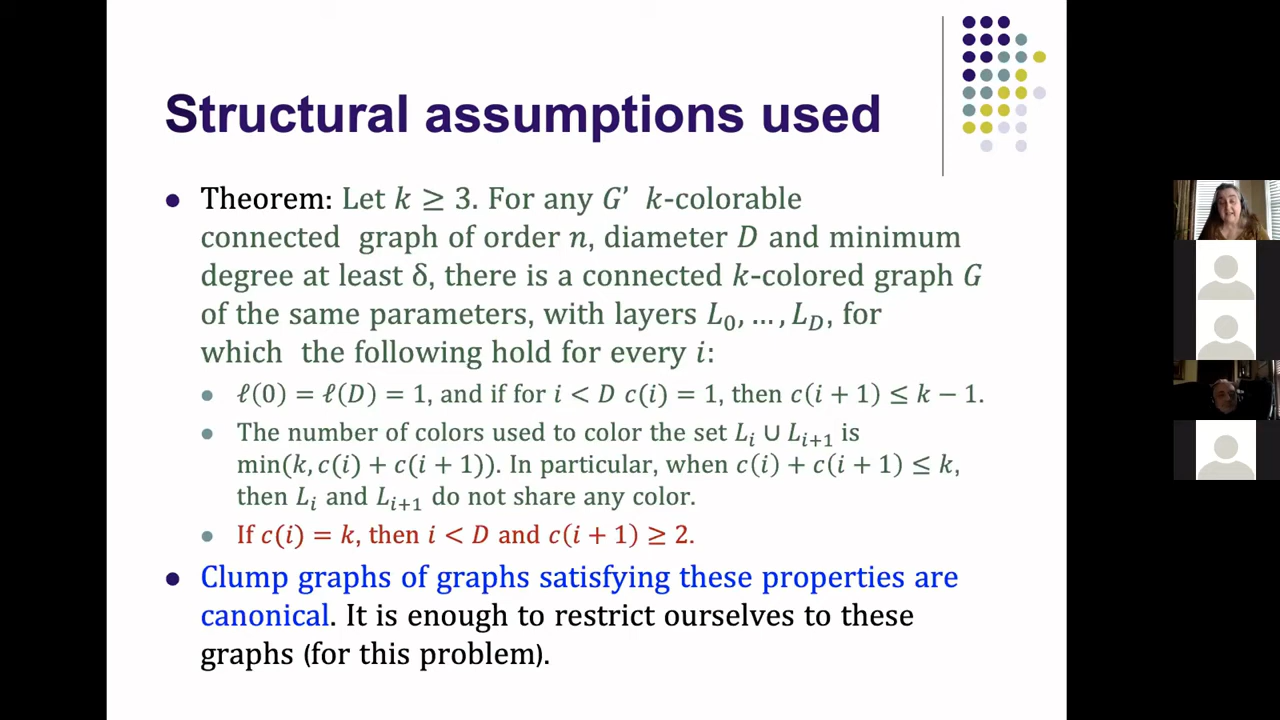 Structural assumptions used
Theorem: Let k ≥ 3. For any G’ k-colorable
connected graph of order n, diameter D and minimum
degree at least δ, there is a connected k-colored graph G
of the same parameters, with layers L₀, … , L_D, for
which the following hold for every i:
ℓ(0) = ℓ(D) = 1, and if for i < D c(i) = 1, then c(i + 1) ≤ k − 1.
The number of colors used to color the set Lᵢ ∪ Lᵢ₊₁ is
min(k, c(i) + c(i + 1)). In particular, when c(i) + c(i + 1) ≤ k,
then Lᵢ and Lᵢ₊₁ do not share any color.
If c(i) = k, then i < D and c(i + 1) ≥ 2.
Clump graphs of graphs satisfying these properties are
canonical. It is enough to restrict ourselves to these
graphs (for this problem).